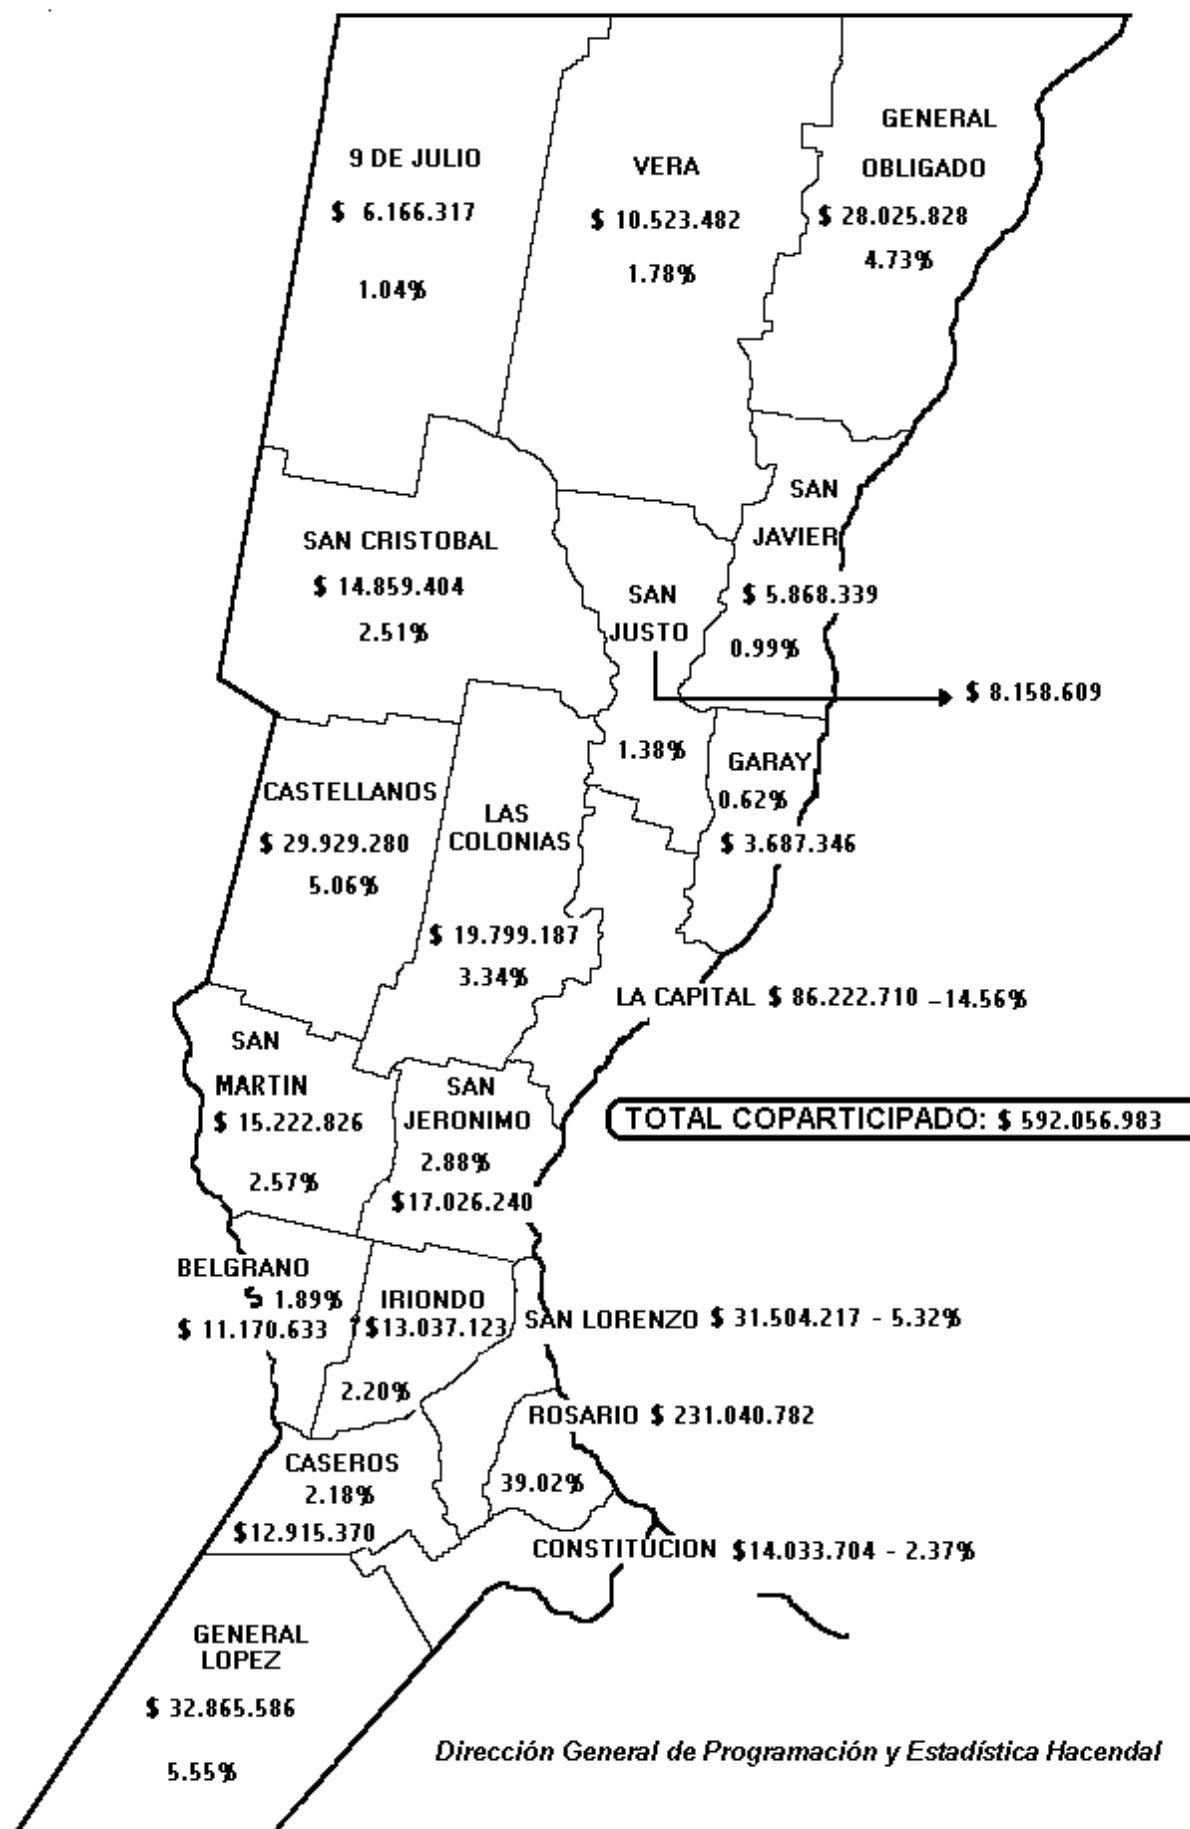 9 DE JULIO
$ 6.166.317
1.04%
VERA
$ 10.523.482
1.78%
GENERAL
OBLIGADO
$ 28.025.828
4.73%
SAN CRISTOBAL
$ 14.859.404
2.51%
SAN
JUSTO
$ 8.158.609
1.38%
SAN
JAVIER
$ 5.868.339
0.99%
CASTELLANOS
$ 29.929.280
5.06%
LAS
COLONIAS
$ 19.799.187
3.34%
GARAY
0.62%
$ 3.687.346
LA CAPITAL $ 86.222.710 -14.56%
SAN
MARTIN
$ 15.222.826
2.57%
SAN
JERONIMO
2.88%
$17.026.240
TOTAL COPARTICIPADO: $ 592.056.983
BELGRANO
1.89%
$ 11.170.633
IRIONDO
$13.037.123
2.20%
SAN LORENZO $ 31.504.217 - 5.32%
ROSARIO $ 231.040.782
39.02%
CASEROS
2.18%
$12.915.370
CONSTITUCION $14.033.704 - 2.37%
GENERAL
LOPEZ
$ 32.865.586
5.55%
Dirección General de Programación y Estadística Hacendal